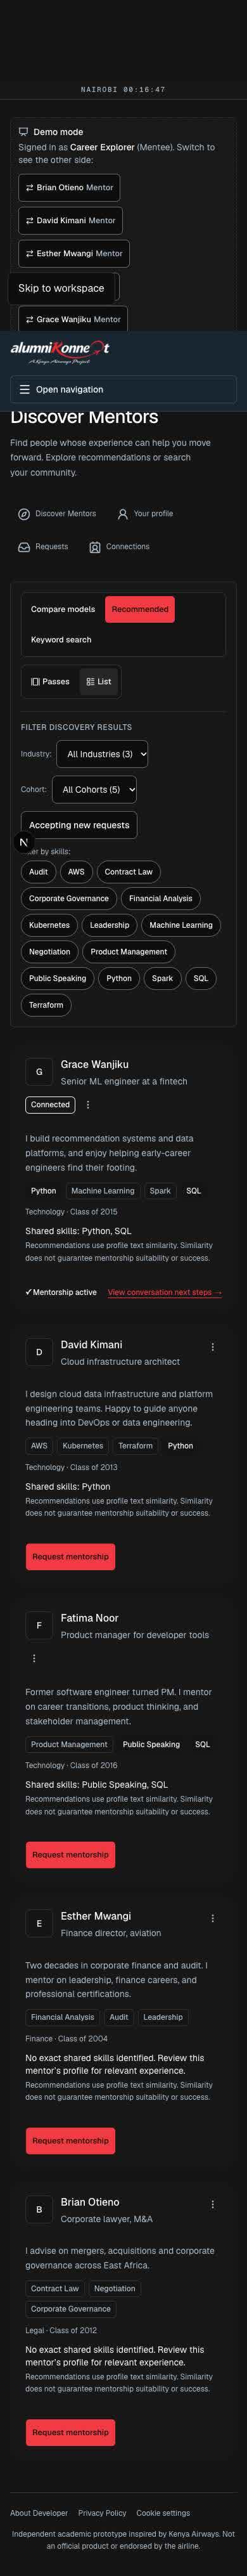 NAIROBI 00:16:47
Demo mode
Signed in as Career Explorer (Mentee). Switch to
see the other side:
Brian Otieno Mentor
David Kimani Mentor
Esther Mwangi Mentor
Skip to workspace
Grace Wanjiku Mentor
alumniKonnect
A Kenya Airways Project
Open navigation
Discover Mentors
Find people whose experience can help you move
forward. Explore recommendations or search
your community.
Discover Mentors
Your profile
Requests
Connections
Compare models
Recommended
Keyword search
Passes
List
FILTER DISCOVERY RESULTS
Industry: All Industries (3)
Cohort: All Cohorts (5)
Accepting new requests
N
er by skills:
Audit AWS Contract Law
Corporate Governance Financial Analysis
Kubernetes Leadership Machine Learning
Negotiation Product Management
Public Speaking Python Spark SQL
Terraform
G
Grace Wanjiku
Senior ML engineer at a fintech
Connected
I build recommendation systems and data
platforms, and enjoy helping early-career
engineers find their footing.
Python Machine Learning Spark SQL
Technology · Class of 2015
Shared skills: Python, SQL
Recommendations use profile text similarity. Similarity
does not guarantee mentorship suitability or success.
✓ Mentorship active View conversation next steps →
D
David Kimani
Cloud infrastructure architect
I design cloud data infrastructure and platform
engineering teams. Happy to guide anyone
heading into DevOps or data engineering.
AWS Kubernetes Terraform Python
Technology · Class of 2013
Shared skills: Python
Recommendations use profile text similarity. Similarity
does not guarantee mentorship suitability or success.
Request mentorship
F
Fatima Noor
Product manager for developer tools
Former software engineer turned PM. I mentor
on career transitions, product thinking, and
stakeholder management.
Product Management Public Speaking SQL
Technology · Class of 2016
Shared skills: Public Speaking, SQL
Recommendations use profile text similarity. Similarity
does not guarantee mentorship suitability or success.
Request mentorship
E
Esther Mwangi
Finance director, aviation
Two decades in corporate finance and audit. I
mentor on leadership, finance careers, and
professional certifications.
Financial Analysis Audit Leadership
Finance · Class of 2004
No exact shared skills identified. Review this
mentor's profile for relevant experience.
Recommendations use profile text similarity. Similarity
does not guarantee mentorship suitability or success.
Request mentorship
B
Brian Otieno
Corporate lawyer, M&A
I advise on mergers, acquisitions and corporate
governance across East Africa.
Contract Law Negotiation
Corporate Governance
Legal · Class of 2012
No exact shared skills identified. Review this
mentor's profile for relevant experience.
Recommendations use profile text similarity. Similarity
does not guarantee mentorship suitability or success.
Request mentorship
About Developer Privacy Policy Cookie settings
Independent academic prototype inspired by Kenya Airways. Not
an official product or endorsed by the airline.